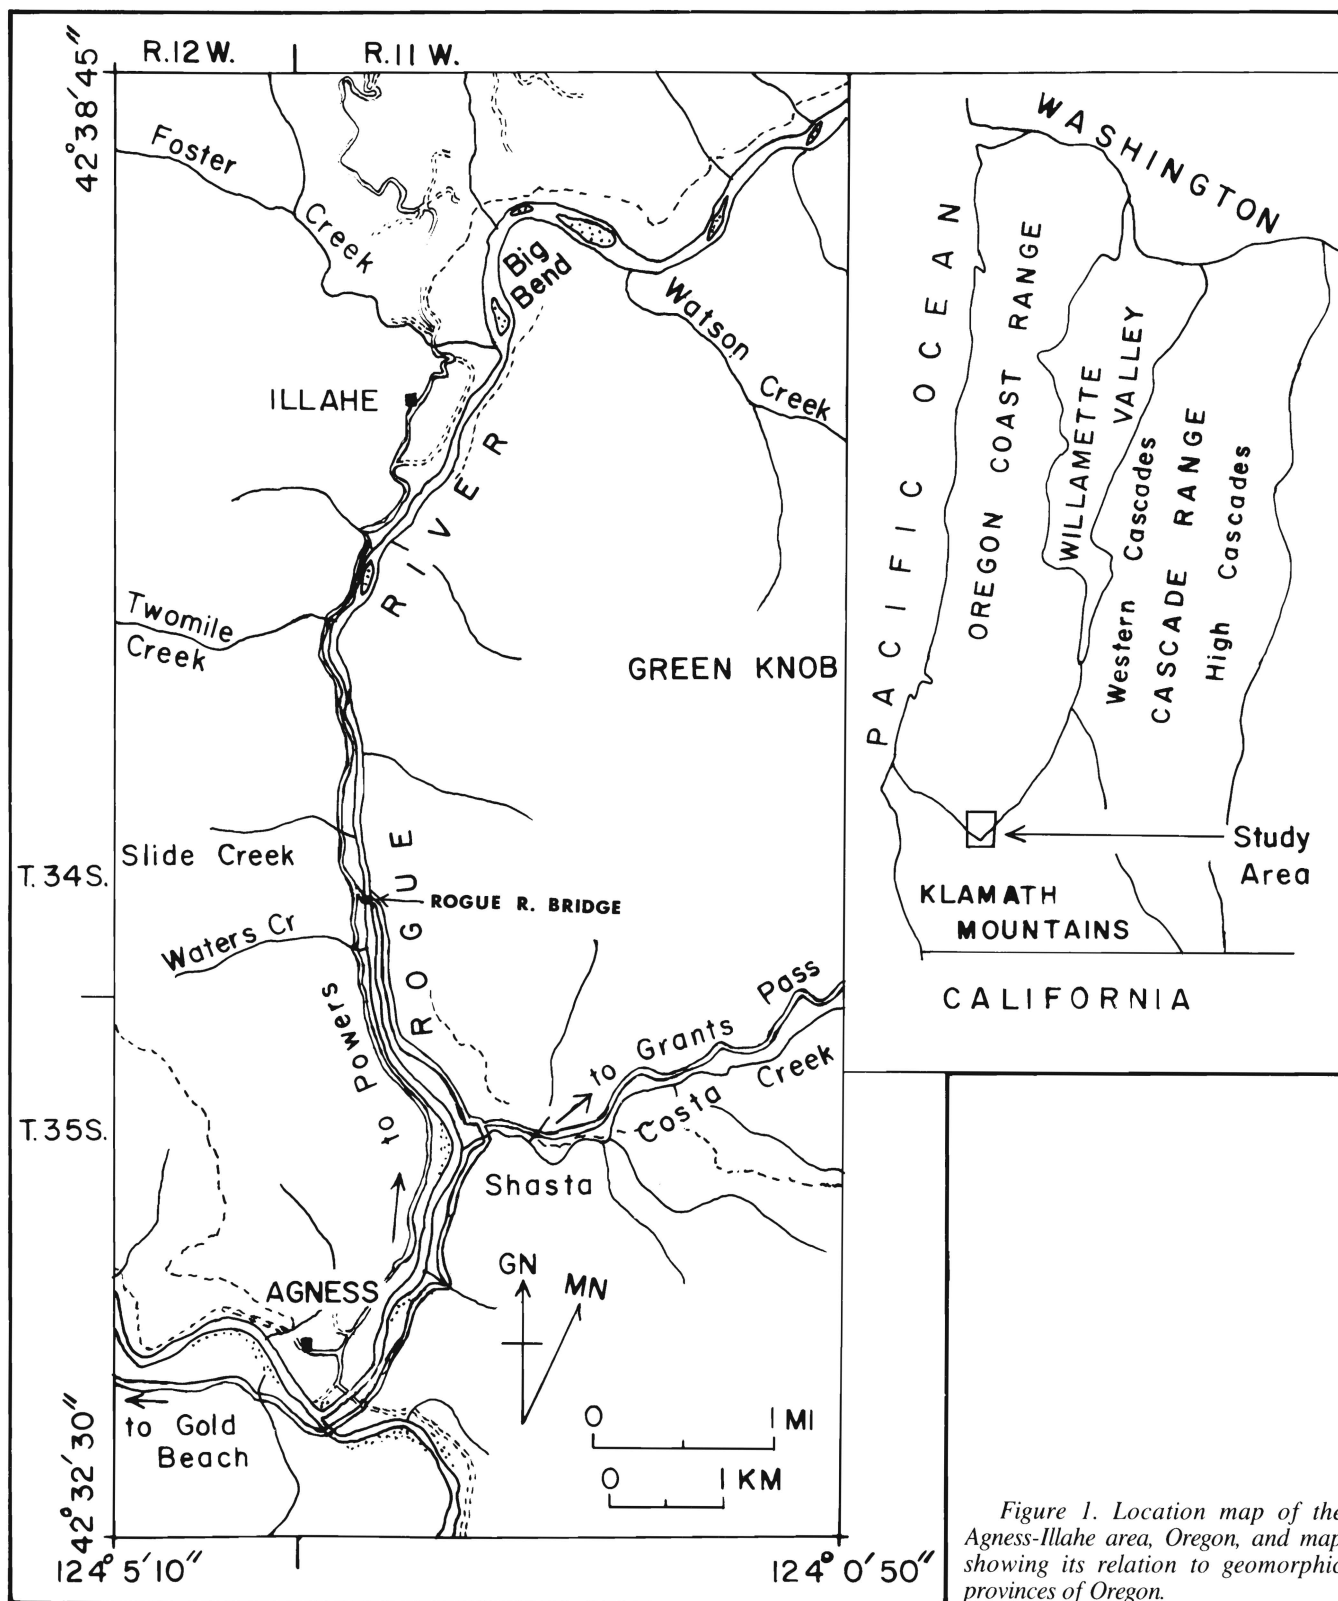 R.12 W.
R.11 W.
42°38'45"
Foster
Creek
Big
Bend
Watson
Creek
ILLAHE
RIVER
Twomile
Creek
GREEN KNOB
Slide Creek
T.34S.
ROGUE R. BRIDGE
Waters Cr
ROGUE
to Powers
to Grants Pass
Costa Creek
T.35S.
Shasta
AGNESS
GN
MN
to Gold
Beach
0 1 MI
0 1 KM
42°32'30"
124°5'10"
124°0'50"
WASHINGTON
PACIFIC OCEAN
OREGON COAST RANGE
WILLAMETTE
VALLEY
Western Cascades
CASCADE RANGE
High Cascades
Study
Area
KLAMATH
MOUNTAINS
CALIFORNIA
Figure 1. Location map of the
Agness-Illahe area, Oregon, and map
showing its relation to geomorphic
provinces of Oregon.